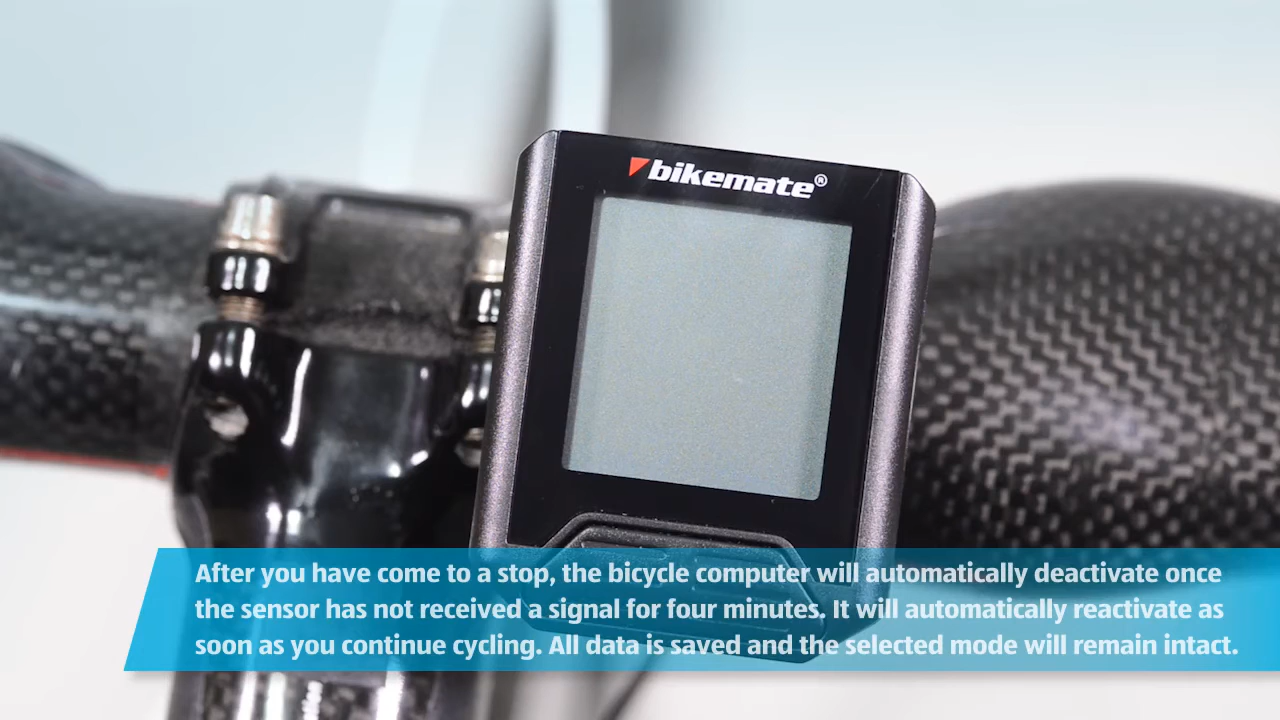 bikemate®
After you have come to a stop, the bicycle computer will automatically deactivate once
the sensor has not received a signal for four minutes. It will automatically reactivate as
soon as you continue cycling. All data is saved and the selected mode will remain intact.